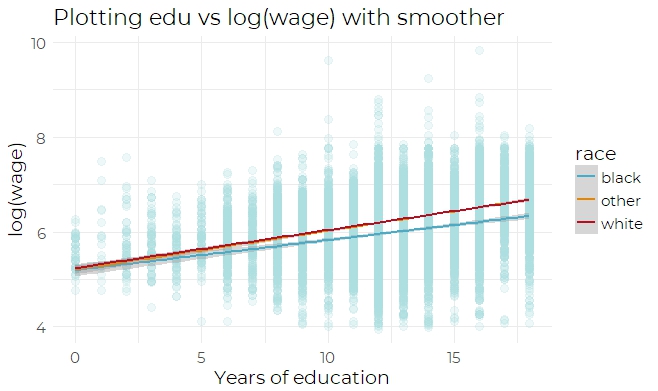 Plotting edu vs log(wage) with smoother
10
8
6
4
log(wage)
0
5
10
15
Years of education
race
black
other
white